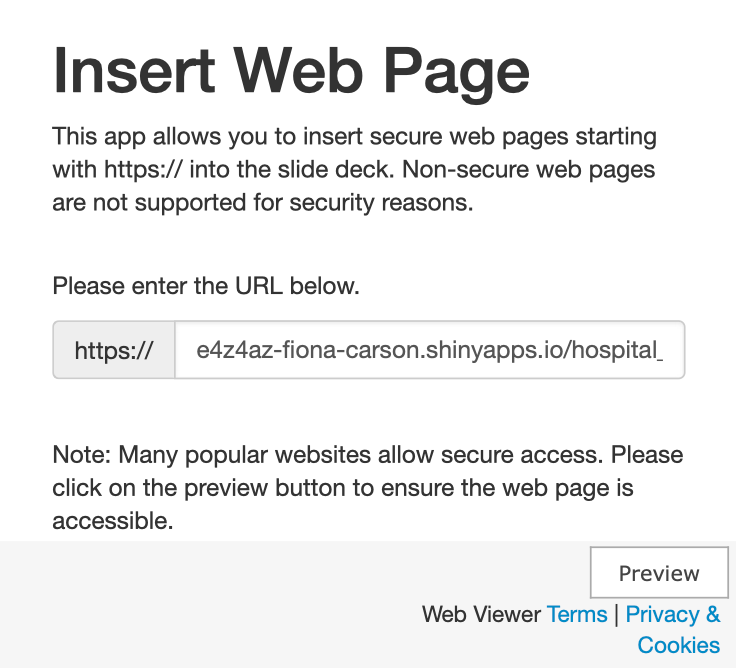 Insert Web Page
This app allows you to insert secure web pages starting
with https:// into the slide deck. Non-secure web pages
are not supported for security reasons.
Please enter the URL below.
https:// e4z4az-fiona-carson.shinyapps.io/hospital_
Note: Many popular websites allow secure access. Please
click on the preview button to ensure the web page is
accessible.
Preview
Web Viewer Terms | Privacy &
Cookies